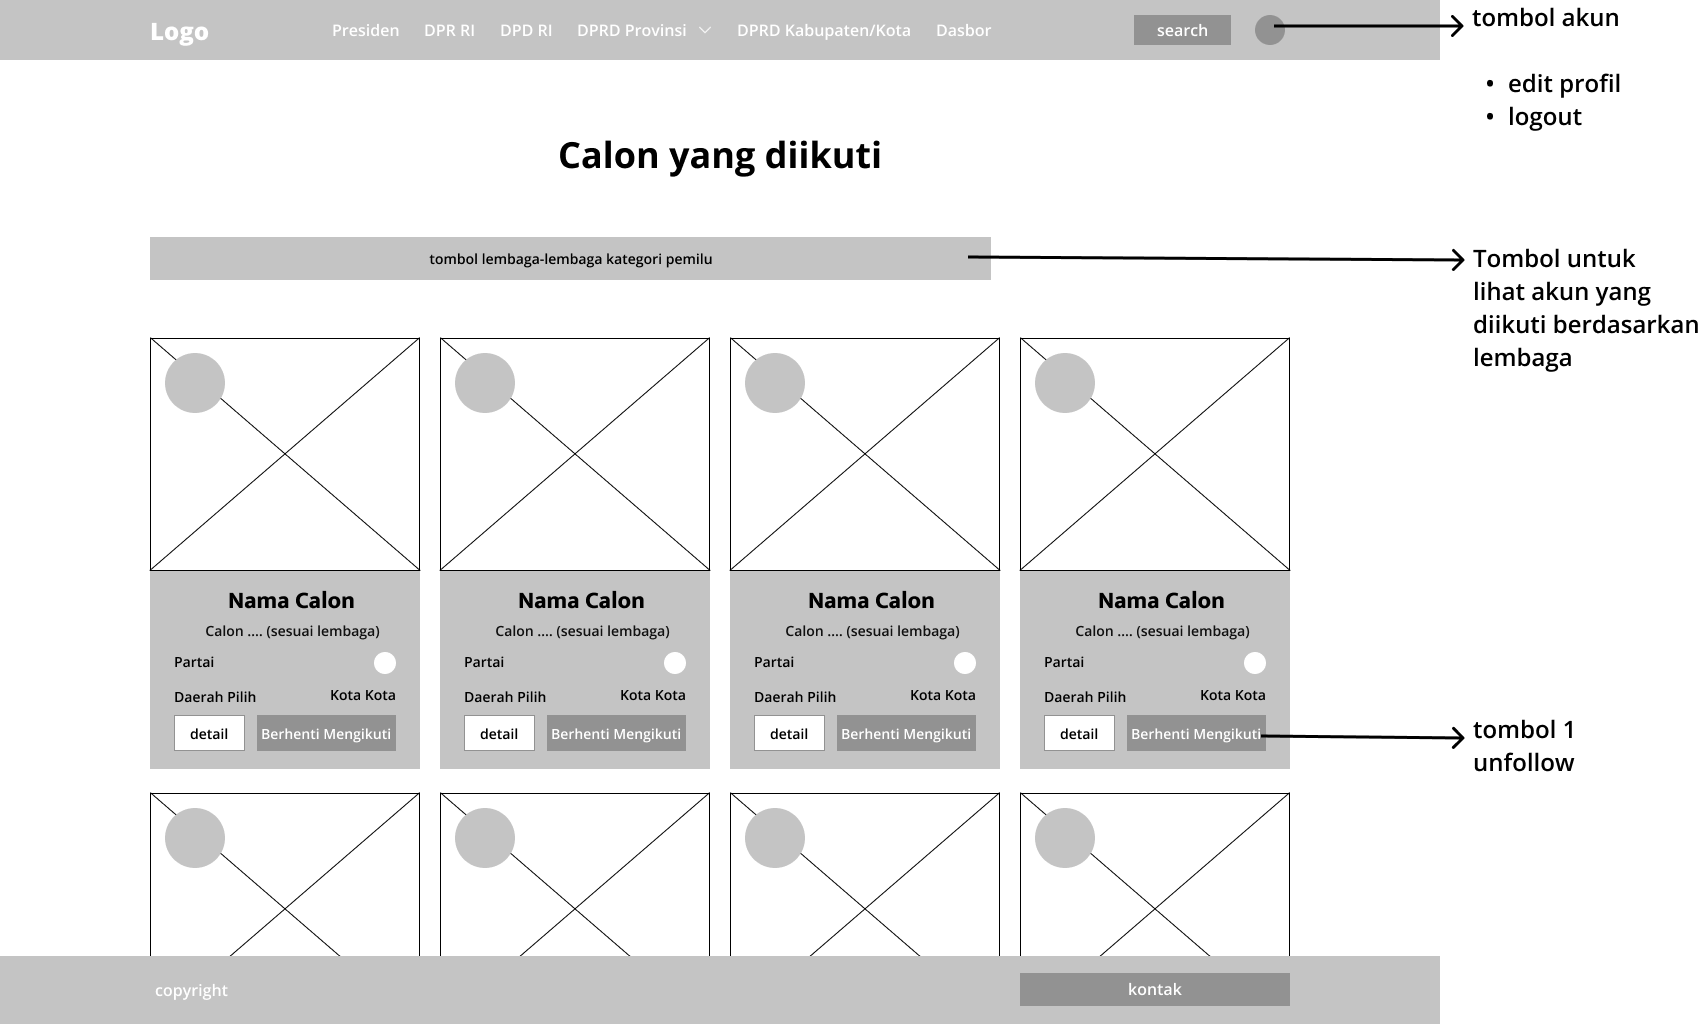 Logo
Presiden
DPR RI
DPD RI
DPRD Provinsi
DPRD Kabupaten/Kota
Dasbor
search
tombol akun
• edit profil
• logout
Calon yang diikuti
tombol lembaga-lembaga kategori pemilu
Tombol untuk
lihat akun yang
diikuti berdasarkan
lembaga
Nama Calon
Calon .... (sesuai lembaga)
Partai
Daerah Pilih
Kota Kota
detail
Berhenti Mengikuti
Nama Calon
Calon .... (sesuai lembaga)
Partai
Daerah Pilih
Kota Kota
detail
Berhenti Mengikuti
Nama Calon
Calon .... (sesuai lembaga)
Partai
Daerah Pilih
Kota Kota
detail
Berhenti Mengikuti
Nama Calon
Calon .... (sesuai lembaga)
Partai
Daerah Pilih
Kota Kota
detail
Berhenti Mengikuti
tombol 1
unfollow
copyright
kontak